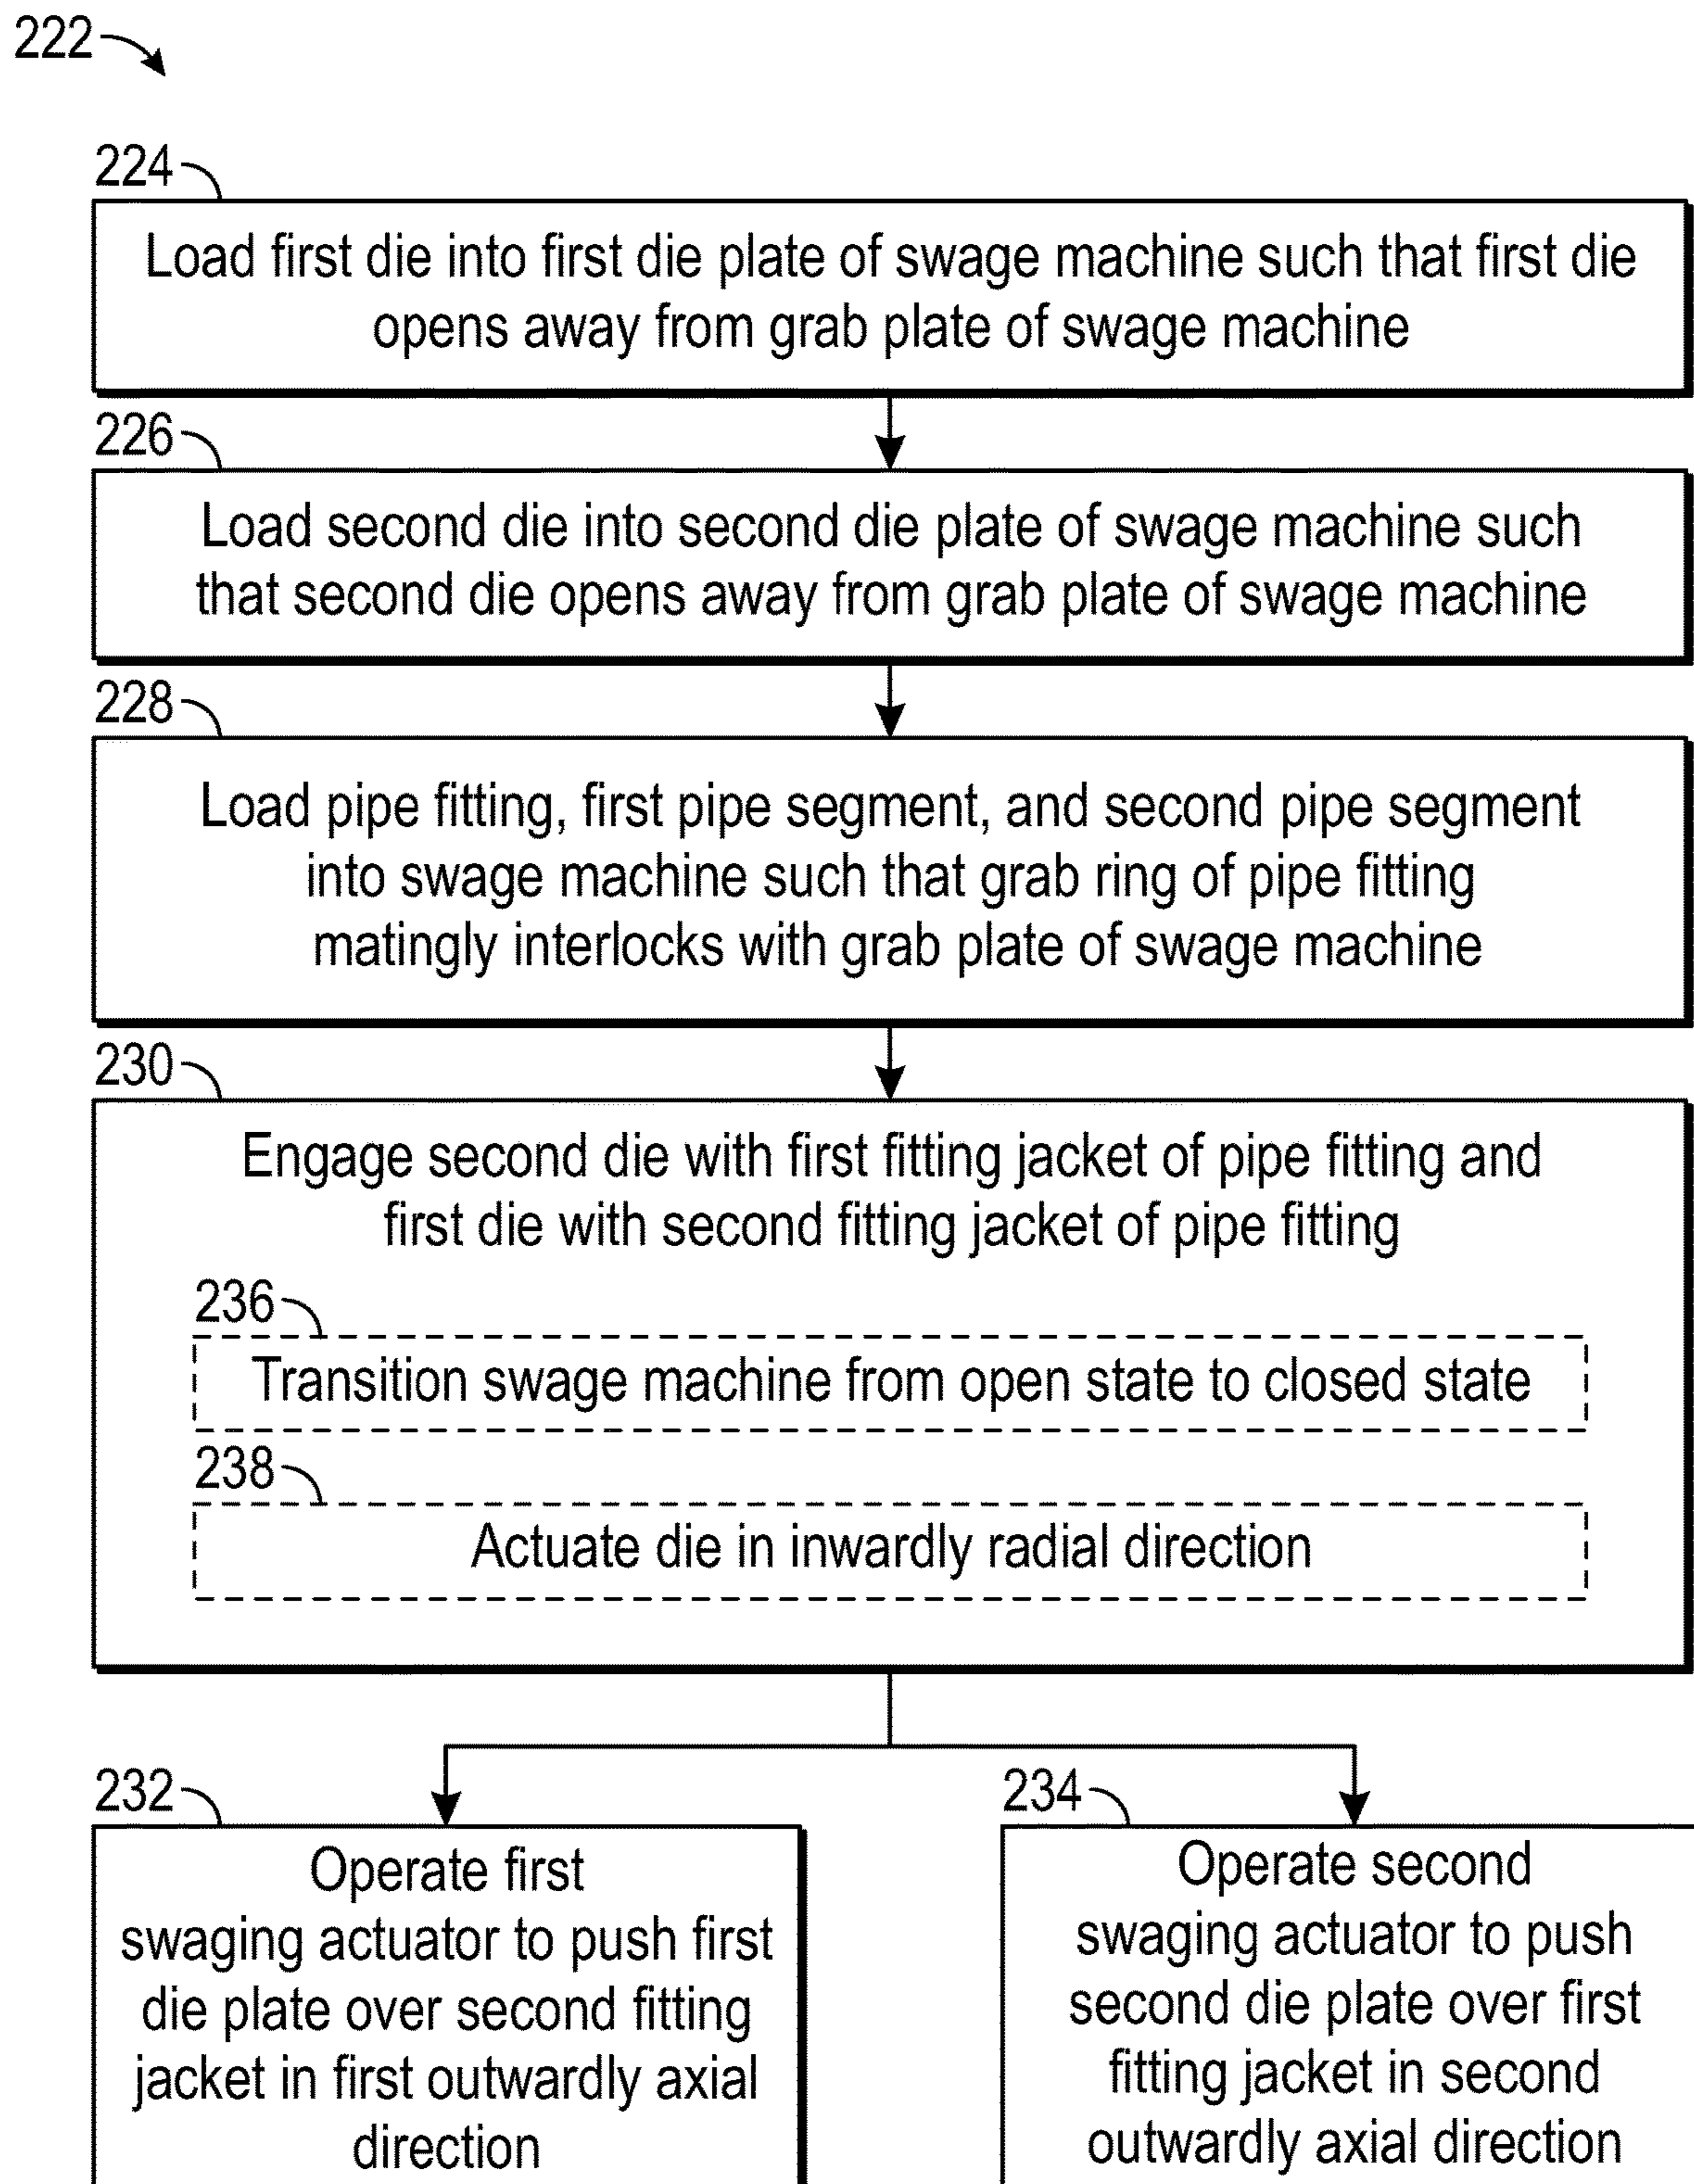 222
224
Load first die into first die plate of swage machine such that first die
opens away from grab plate of swage machine
226
Load second die into second die plate of swage machine such
that second die opens away from grab plate of swage machine
228
Load pipe fitting, first pipe segment, and second pipe segment
into swage machine such that grab ring of pipe fitting
matingly interlocks with grab plate of swage machine
230
Engage second die with first fitting jacket of pipe fitting and
first die with second fitting jacket of pipe fitting
236
Transition swage machine from open state to closed state
238
Actuate die in inwardly radial direction
232
Operate first
swaging actuator to push first
die plate over second fitting
jacket in first outwardly axial
direction
234
Operate second
swaging actuator to push
second die plate over first
fitting jacket in second
outwardly axial direction